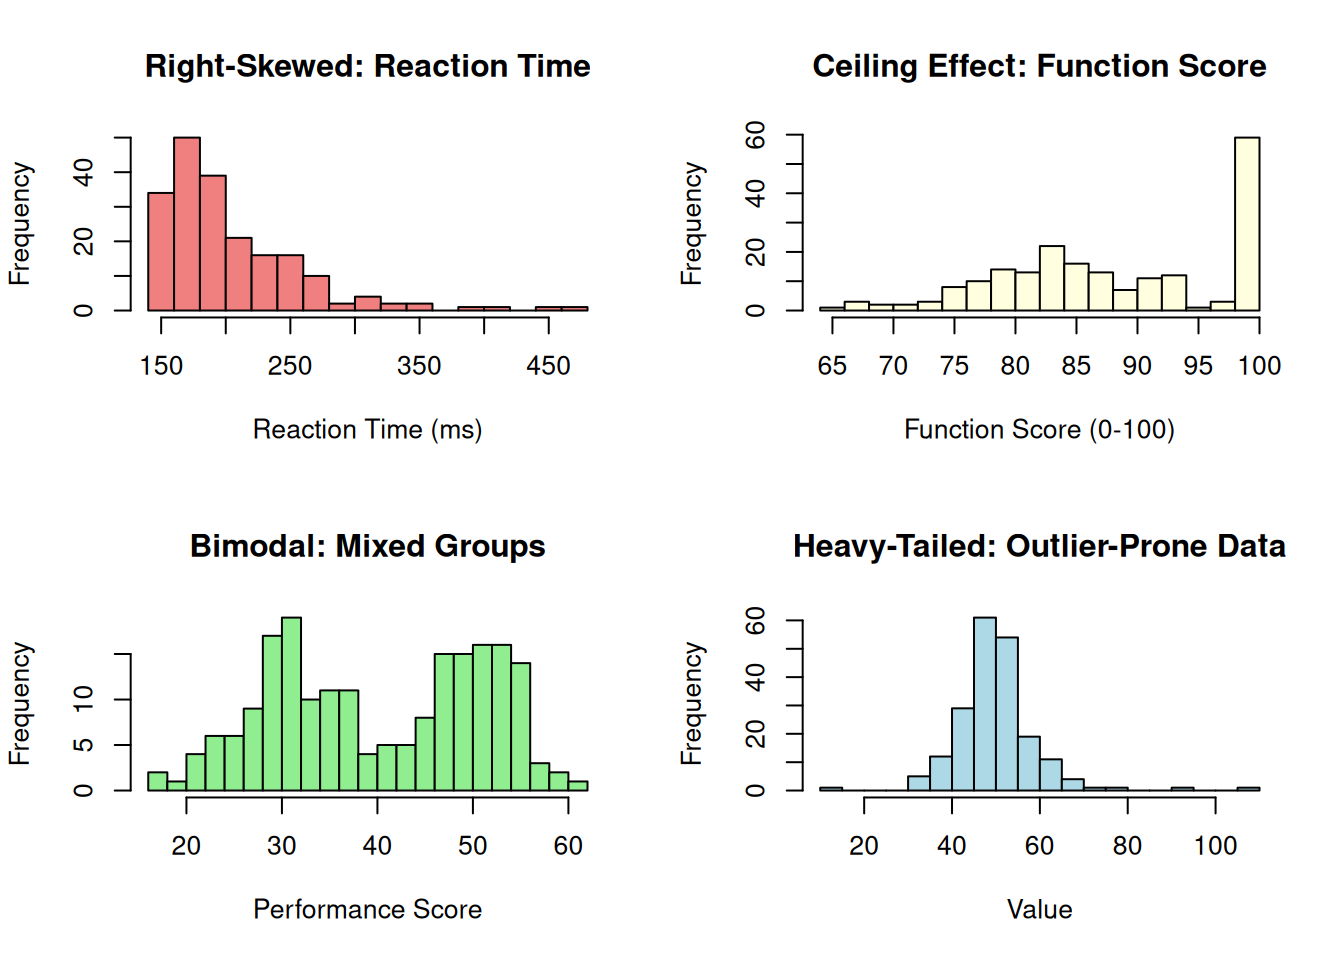 Right-Skewed: Reaction Time
Frequency
0 20 40
150 250 350 450
Reaction Time (ms)
Ceiling Effect: Function Score
Frequency
0 20 40 60
65 70 75 80 85 90 95 100
Function Score (0-100)
Bimodal: Mixed Groups
Frequency
0 5 10
20 30 40 50 60
Performance Score
Heavy-Tailed: Outlier-Prone Data
Frequency
0 20 40 60
20 40 60 80 100
Value